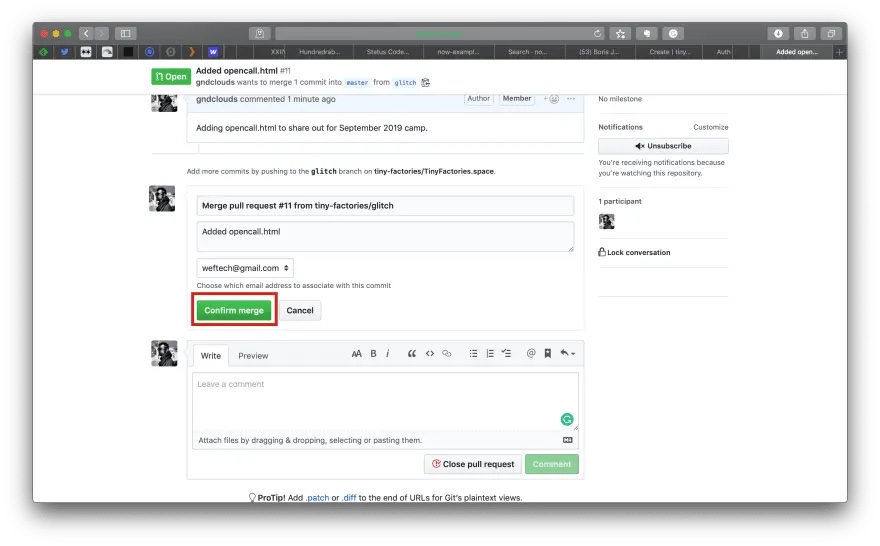 XXIV
Hundredrab...
Status Code...
now-exampl...
Search - no...
(53) Boris J...
Create | tiny...
Auth
Added open...
Open
Added opencall.html #11
gndclouds wants to merge 1 commit into master from glitch
gndclouds commented 1 minute ago
Author
Member
Adding opencall.html to share out for September 2019 camp.
Add more commits by pushing to the glitch branch on tiny-factories/TinyFactories.space.
Merge pull request #11 from tiny-factories/glitch
Added opencall.html
weftech@gmail.com
Choose which email address to associate with this commit
Confirm merge
Cancel
Write
Preview
Leave a comment
Attach files by dragging & dropping, selecting or pasting them.
Close pull request
Comment
ProTip! Add .patch or .diff to the end of URLs for Git's plaintext views.
No milestone
Notifications
Customize
Unsubscribe
You're receiving notifications because
you're watching this repository.
1 participant
Lock conversation